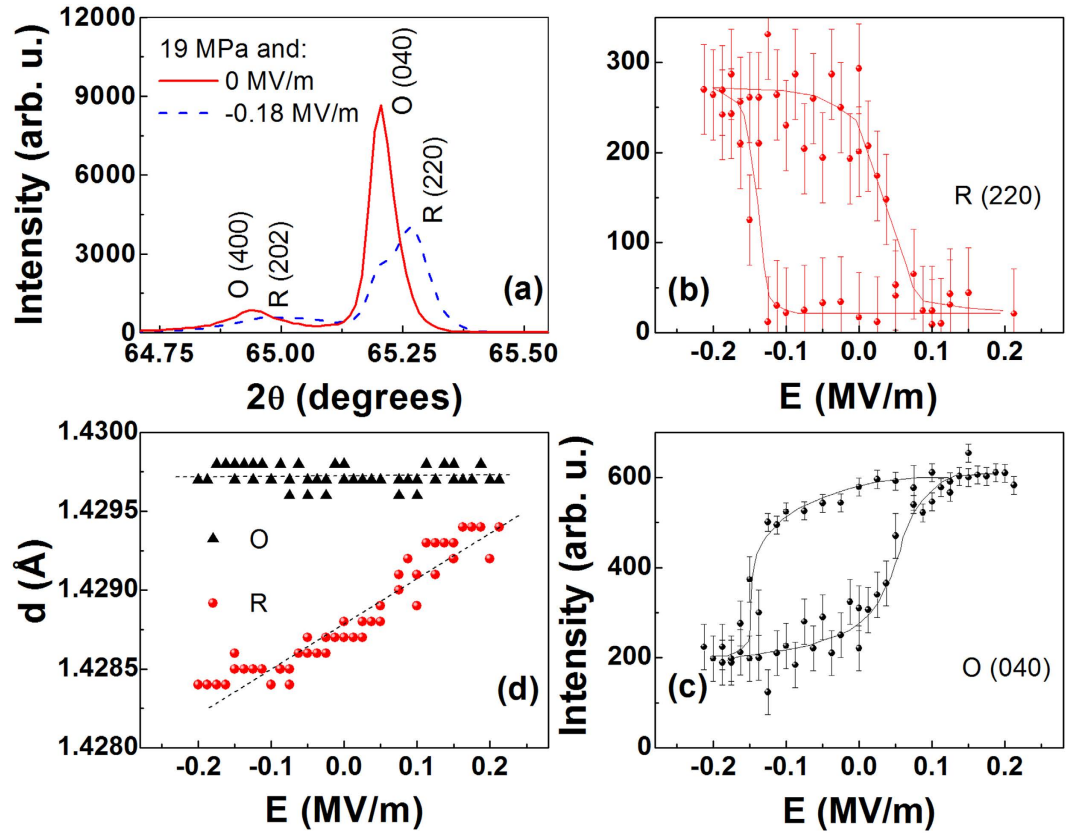 12000
9000
6000
3000
0
Intensity (arb. u.)
19 MPa and:
0 MV/m
-0.18 MV/m
O (400)
R (202)
O (040)
R (220)
(a)
64.75 65.00 65.25 65.50
2θ (degrees)
300
200
100
0
R (220)
(b)
-0.2 -0.1 0.0 0.1 0.2
E (MV/m)
1.4300
1.4295
1.4290
1.4285
1.4280
d (Å)
O
R
(d)
-0.2 -0.1 0.0 0.1 0.2
E (MV/m)
Intensity (arb. u.)
600
400
200
0
(c)
O (040)
-0.2 -0.1 0.0 0.1 0.2
E (MV/m)